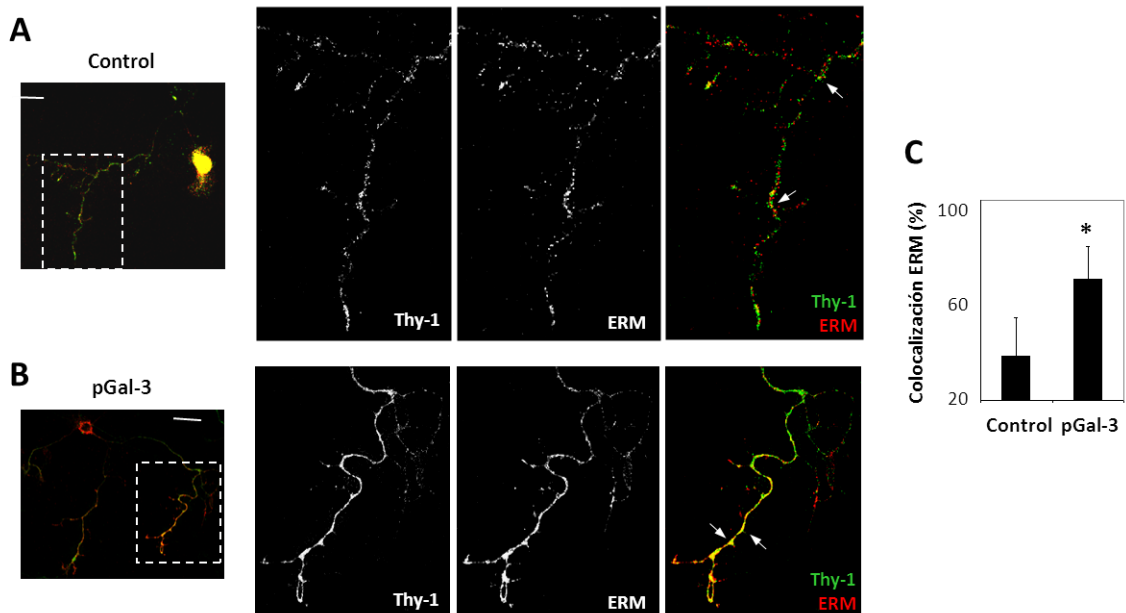 A
Control
Thy-1
ERM
Thy-1
ERM
B
pGal-3
Thy-1
ERM
Thy-1
ERM
C
Colocalización ERM (%)
100
60
20
*
Control pGal-3